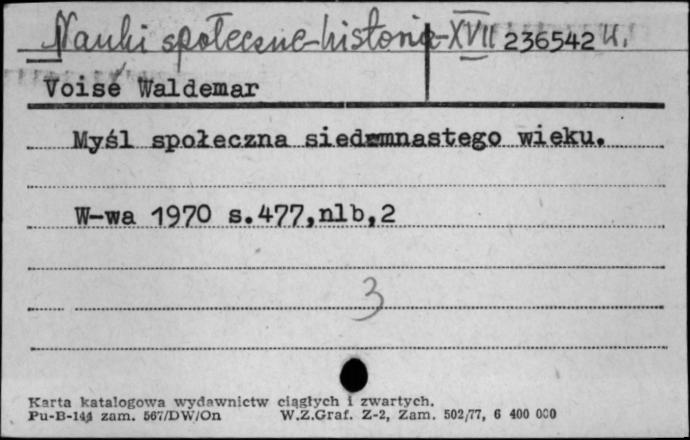 Nauki społeczne-historia-XVII w. 236542
Voisé Waldemar
Myśl społeczna siedemnastego wieku.
W-wa 1970 s.477,nlb,2
3
Karta katalogowa wydawnictw ciągłych i zwartych.
Pu-B-144 zam. 567/DW/On W.Z.Graf. Z-2, Zam. 502/77, 6 400 000